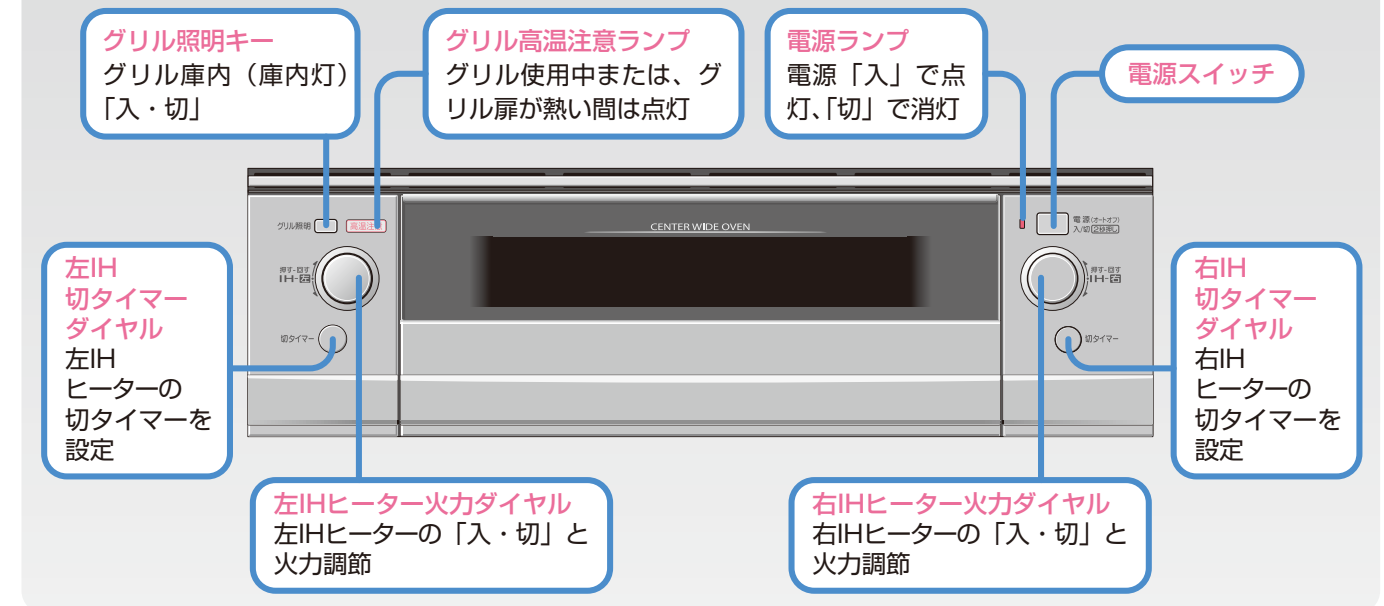 グリル照明キー
グリル庫内（庫内灯）
「入・切」
グリル高温注意ランプ
グリル使用中または、グ
リル扉が熱い間は点灯
電源ランプ
電源「入」で点
灯、「切」で消灯
電源スイッチ
グリル照明
高温注意
CENTER WIDE OVEN
電源(オートオフ)
入/切 2秒押し
押す-回す
IH-左
押す-回す
IH-右
切タイマー
切タイマー
左IH
切タイマー
ダイヤル
左IH
ヒーターの
切タイマーを
設定
右IH
切タイマー
ダイヤル
右IH
ヒーターの
切タイマーを
設定
左IHヒーター火力ダイヤル
左IHヒーターの「入・切」と
火力調節
右IHヒーター火力ダイヤル
右IHヒーターの「入・切」と
火力調節